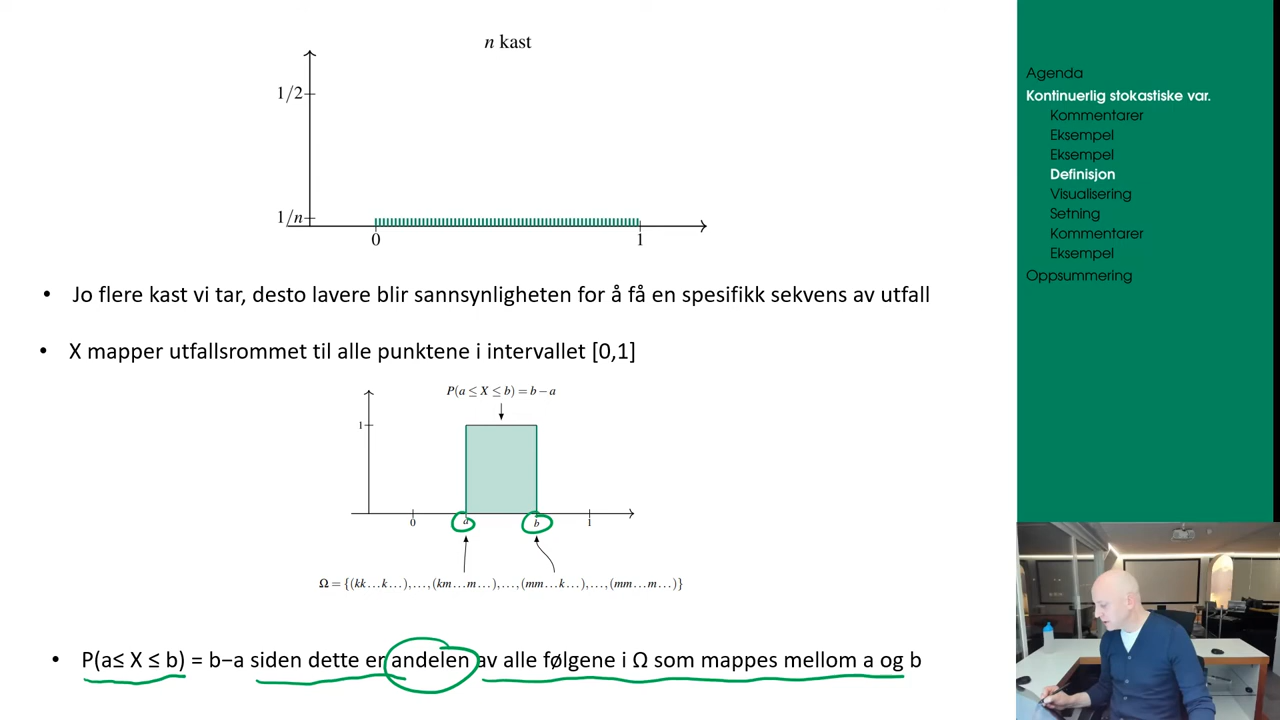 n kast
1/2
1/n
0 1
• Jo flere kast vi tar, desto lavere blir sannsynligheten for å få en spesifikk sekvens av utfall
• X mapper utfallsrommet til alle punktene i intervallet [0,1]
P(a ≤ X ≤ b) = b − a
1
0 a b 1
Ω = {(kk…k…),…,(km…m…),…,(mm…k…),…,(mm…m…)}
• P(a≤ X ≤ b) = b−a siden dette er andelen av alle følgene i Ω som mappes mellom a og b
Agenda
Kontinuerlig stokastiske var.
Kommentarer
Eksempel
Eksempel
Definisjon
Visualisering
Setning
Kommentarer
Eksempel
Oppsummering